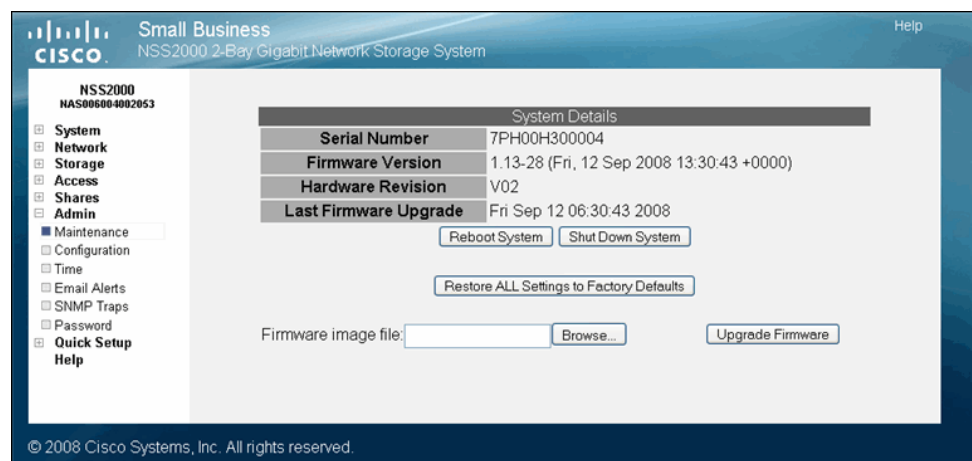 Small Business
Help
CISCO.
NSS2000 2-Bay Gigabit Network Storage System
NSS2000
NAS006004002053
System
Network
Storage
Access
Shares
Admin
Maintenance
Configuration
Time
Email Alerts
SNMP Traps
Password
Quick Setup
Help
System Details
Serial Number 7PH00H300004
Firmware Version 1.13-28 (Fri, 12 Sep 2008 13:30:43 +0000)
Hardware Revision V02
Last Firmware Upgrade Fri Sep 12 06:30:43 2008
Reboot System Shut Down System
Restore ALL Settings to Factory Defaults
Firmware image file: Browse... Upgrade Firmware
© 2008 Cisco Systems, Inc. All rights reserved.